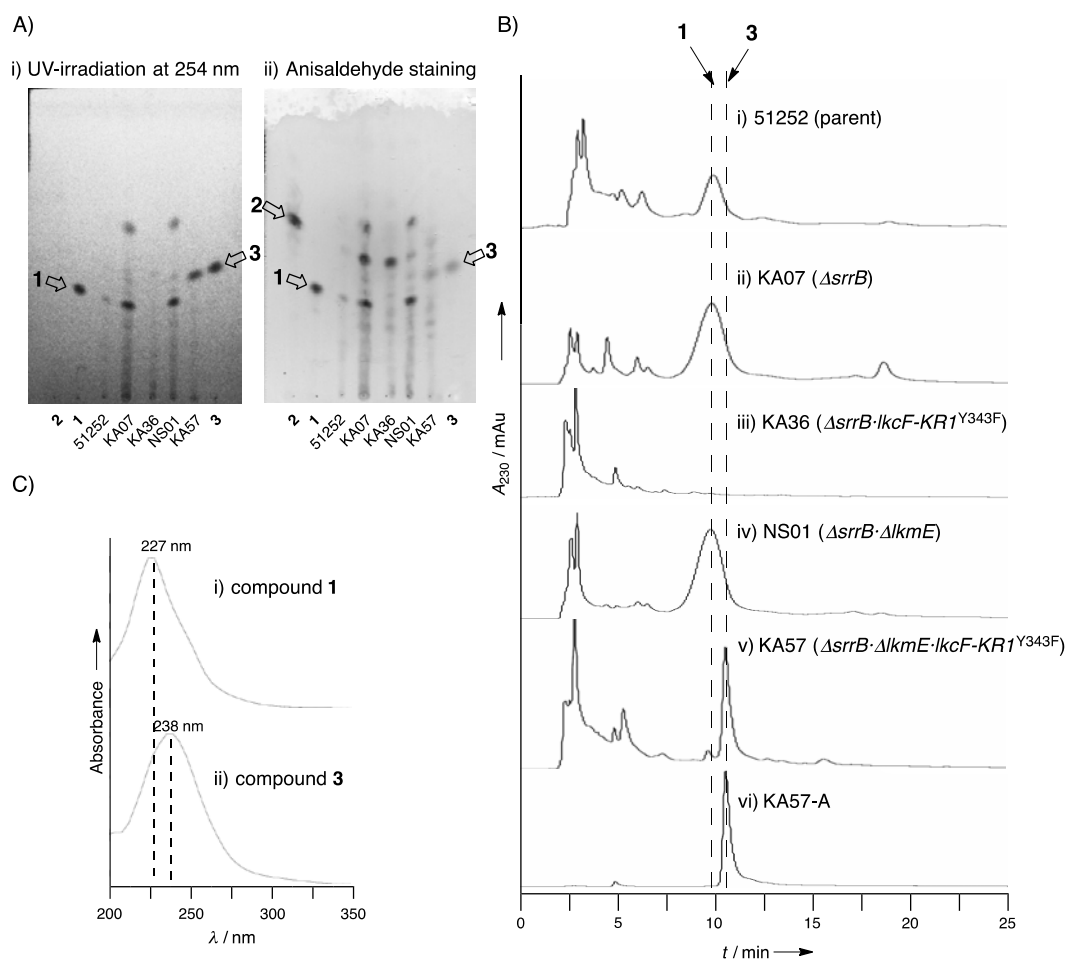 A)
i) UV-irradiation at 254 nm
ii) Anisaldehyde staining
1
3
2
1
3
2 1 51252 KA07 KA36 NS01 KA57 3
2 1 51252 KA07 KA36 NS01 KA57 3
B)
1 3
i) 51252 (parent)
ii) KA07 (ΔsrrB)
iii) KA36 (ΔsrrB·lkcF-KR1Y343F)
iv) NS01 (ΔsrrB·ΔlkmE)
v) KA57 (ΔsrrB·ΔlkmE·lkcF-KR1Y343F)
vi) KA57-A
A230 / mAu
0 5 10 15 20 25
t / min
C)
227 nm
i) compound 1
238 nm
ii) compound 3
Absorbance
200 250 300 350
λ / nm